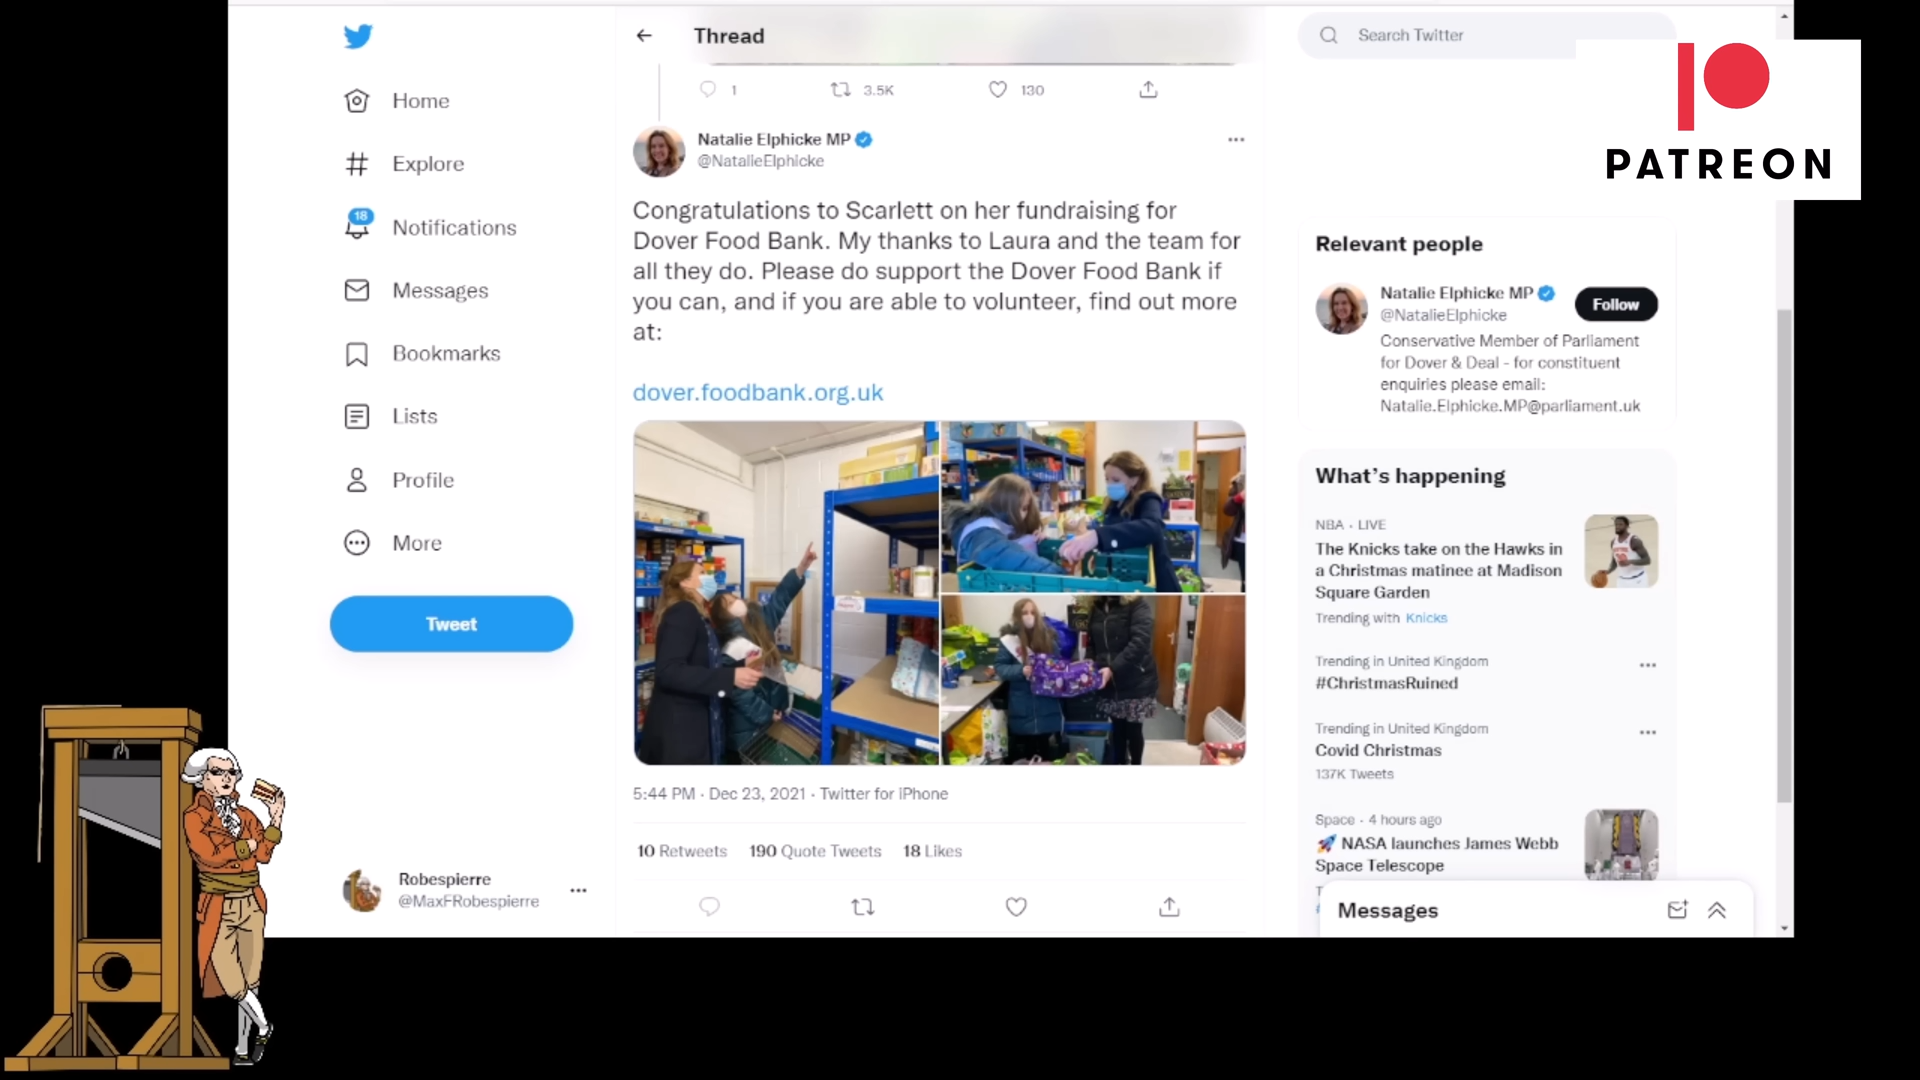 Thread
Search Twitter
PATREON
Home
Explore
18
Notifications
Messages
Bookmarks
Lists
Profile
More
Tweet
Robespierre
@MaxFRobespierre
1
3.5K
130
Natalie Elphicke MP
@NatalieElphicke
Congratulations to Scarlett on her fundraising for
Dover Food Bank. My thanks to Laura and the team for
all they do. Please do support the Dover Food Bank if
you can, and if you are able to volunteer, find out more
at:
dover.foodbank.org.uk
5:44 PM · Dec 23, 2021 · Twitter for iPhone
10 Retweets 190 Quote Tweets 18 Likes
Relevant people
Natalie Elphicke MP
@NatalieElphicke
Follow
Conservative Member of Parliament
for Dover & Deal - for constituent
enquiries please email:
Natalie.Elphicke.MP@parliament.uk
What's happening
NBA · LIVE
The Knicks take on the Hawks in
a Christmas matinee at Madison
Square Garden
Trending with Knicks
Trending in United Kingdom
#ChristmasRuined
Trending in United Kingdom
Covid Christmas
137K Tweets
Space · 4 hours ago
🚀 NASA launches James Webb
Space Telescope
Messages